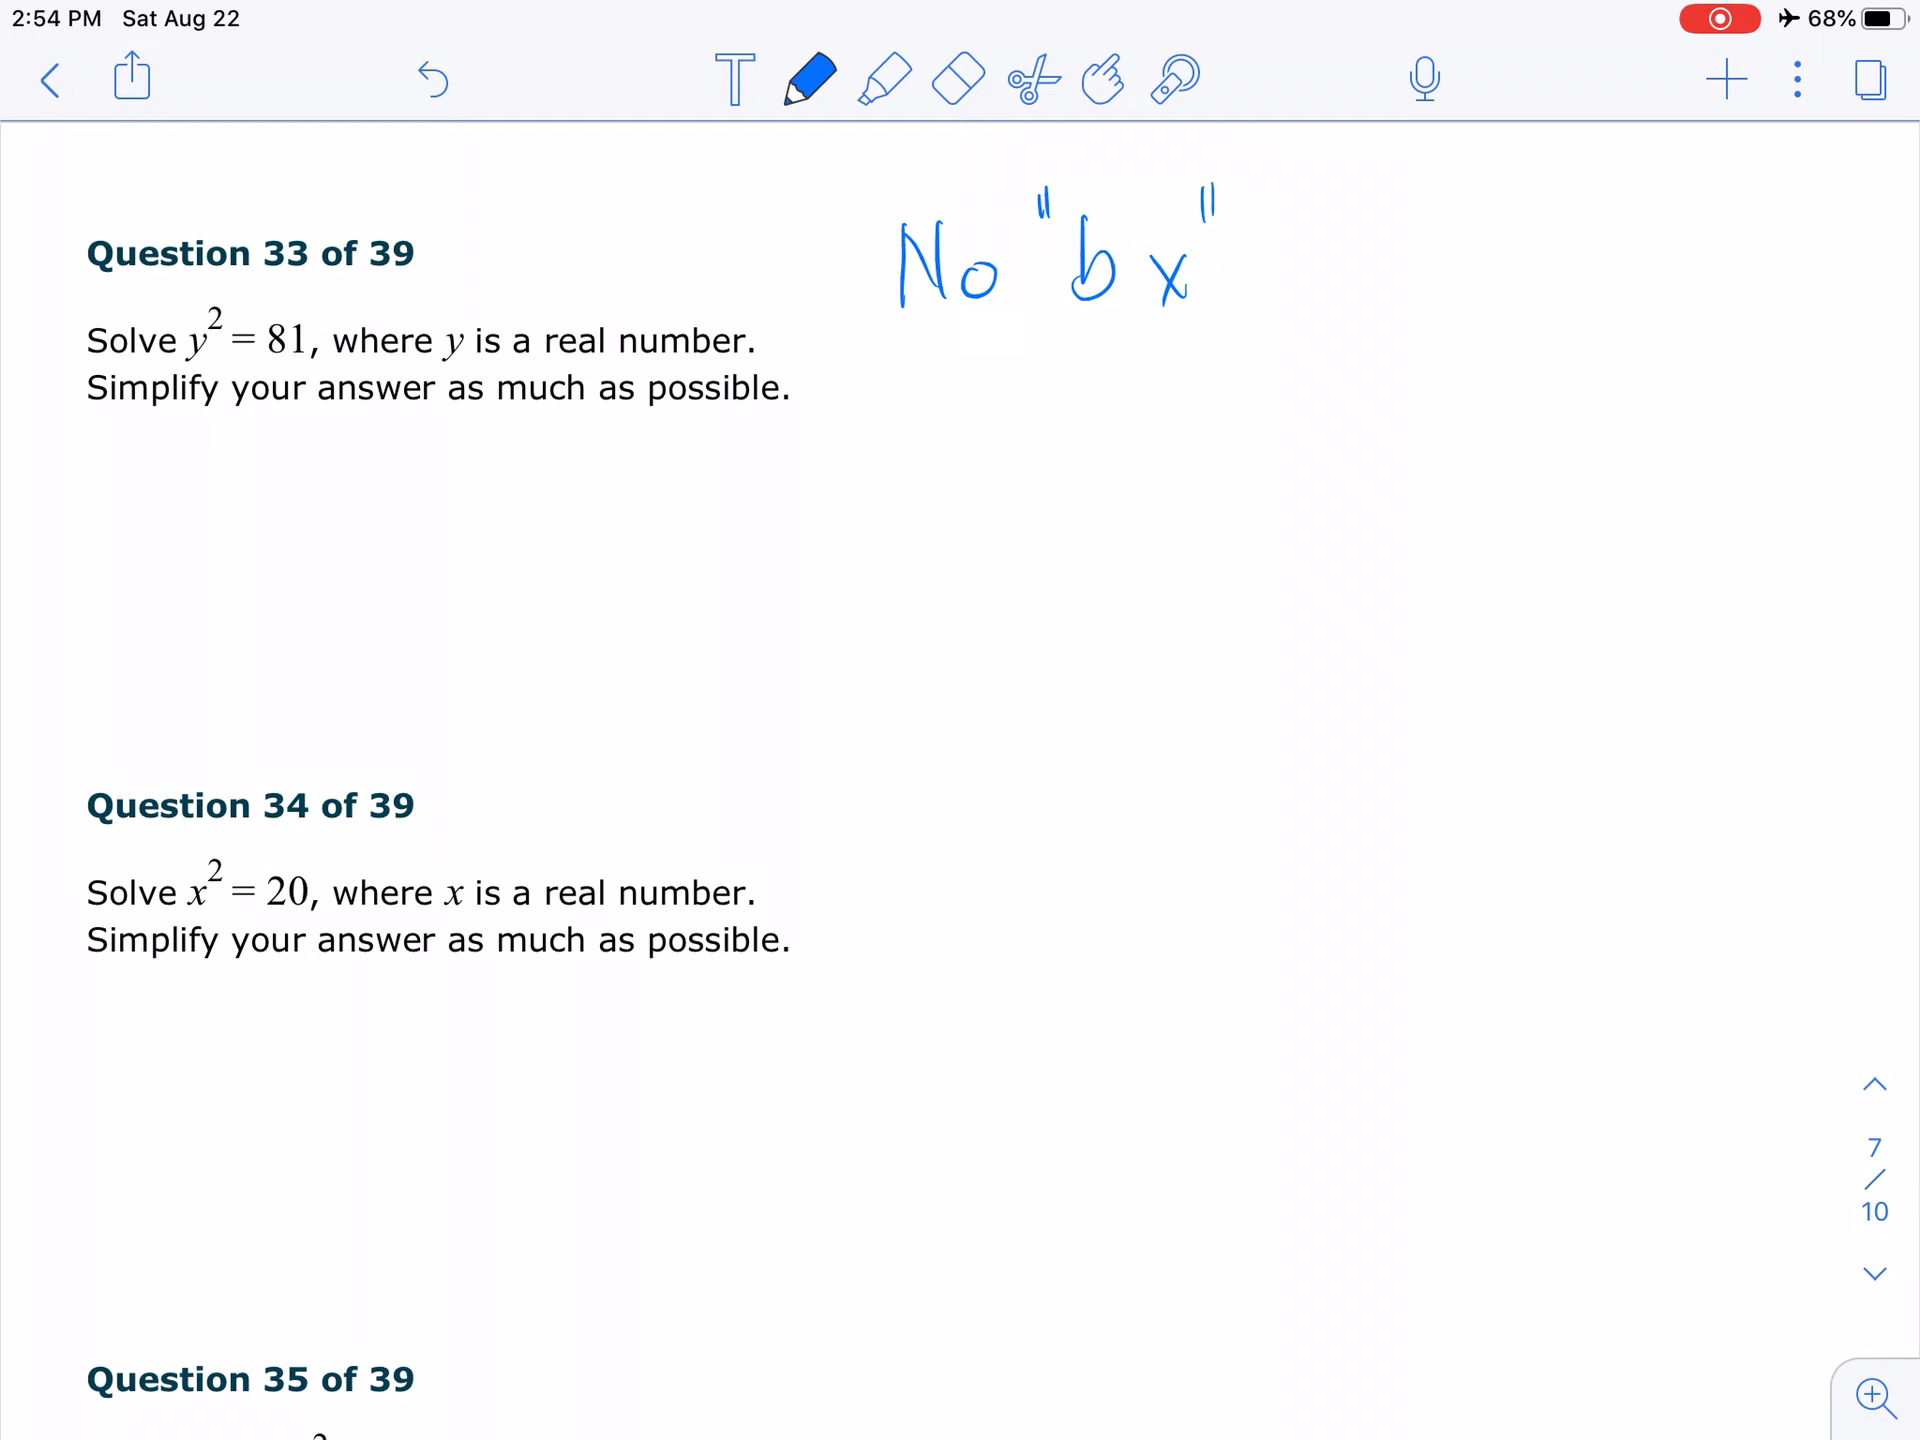 2:54 PM Sat Aug 22
68%
T
No "bx"
Question 33 of 39
Solve y² = 81, where y is a real number.
Simplify your answer as much as possible.
Question 34 of 39
Solve x² = 20, where x is a real number.
Simplify your answer as much as possible.
7
/
10
Question 35 of 39